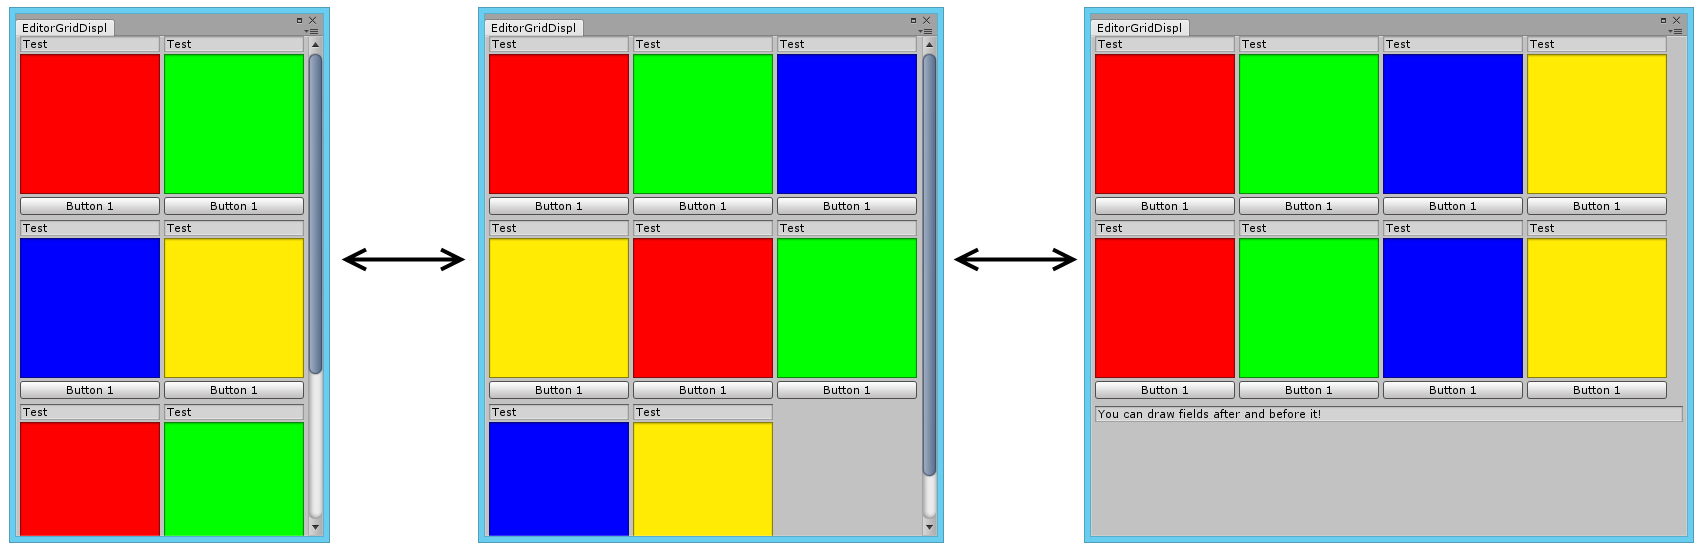 EditorGridDispl
Test Test
Button 1 Button 1
Test Test
Button 1 Button 1
Test Test
EditorGridDispl
Test Test Test
Button 1 Button 1 Button 1
Test Test Test
Button 1 Button 1 Button 1
Test Test
EditorGridDispl
Test Test Test Test
Button 1 Button 1 Button 1 Button 1
Test Test Test Test
Button 1 Button 1 Button 1 Button 1
You can draw fields after and before it!